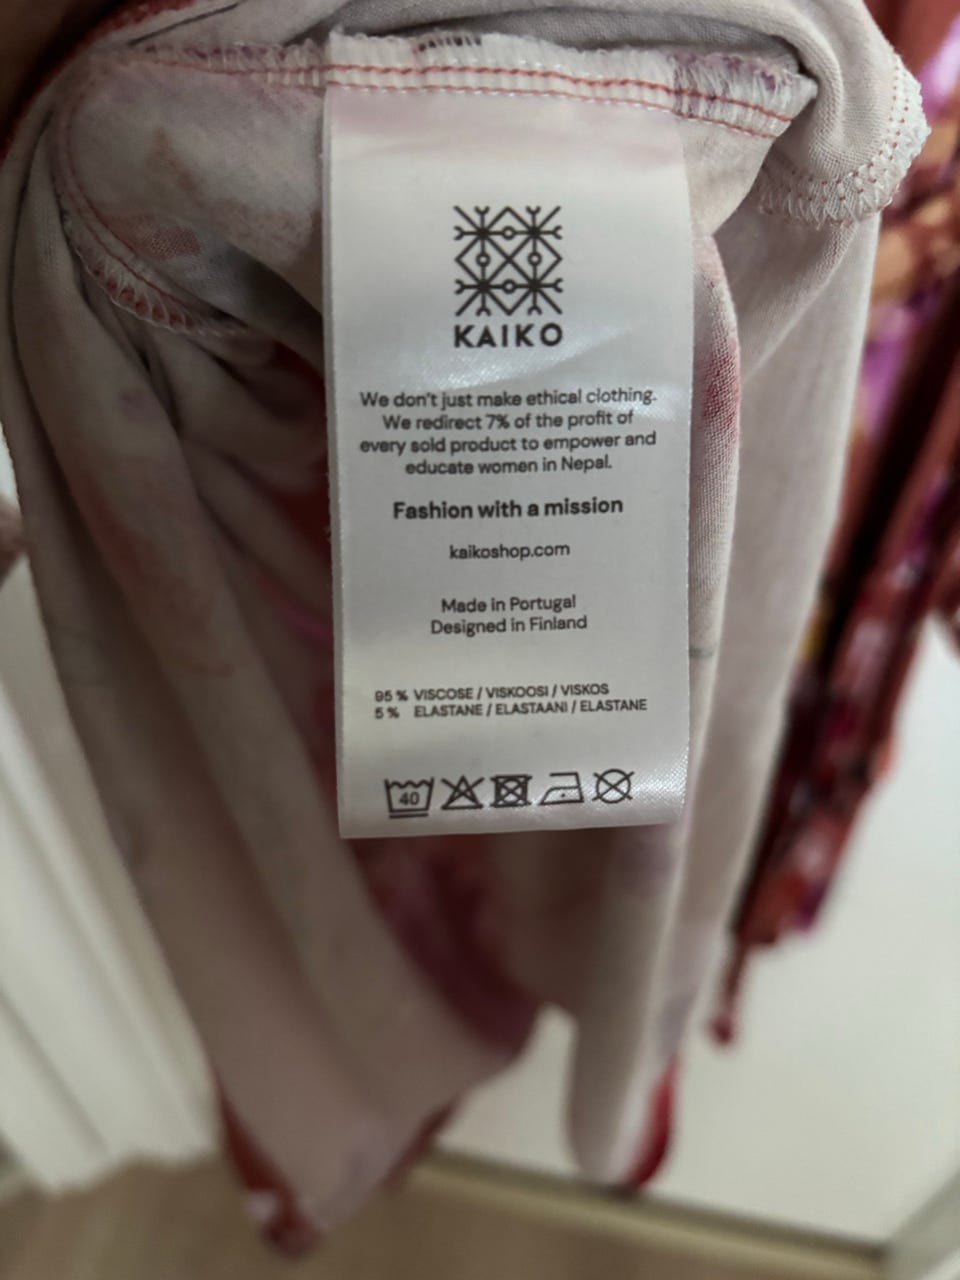 KAIKO
We don't just make ethical clothing.
We redirect 7% of the profit of
every sold product to empower and
educate women in Nepal.
Fashion with a mission
kaikoshop.com
Made in Portugal
Designed in Finland
95 % VISCOSE / VISKOOSI / VISKOS
5 % ELASTANE / ELASTAANI / ELASTANE
40